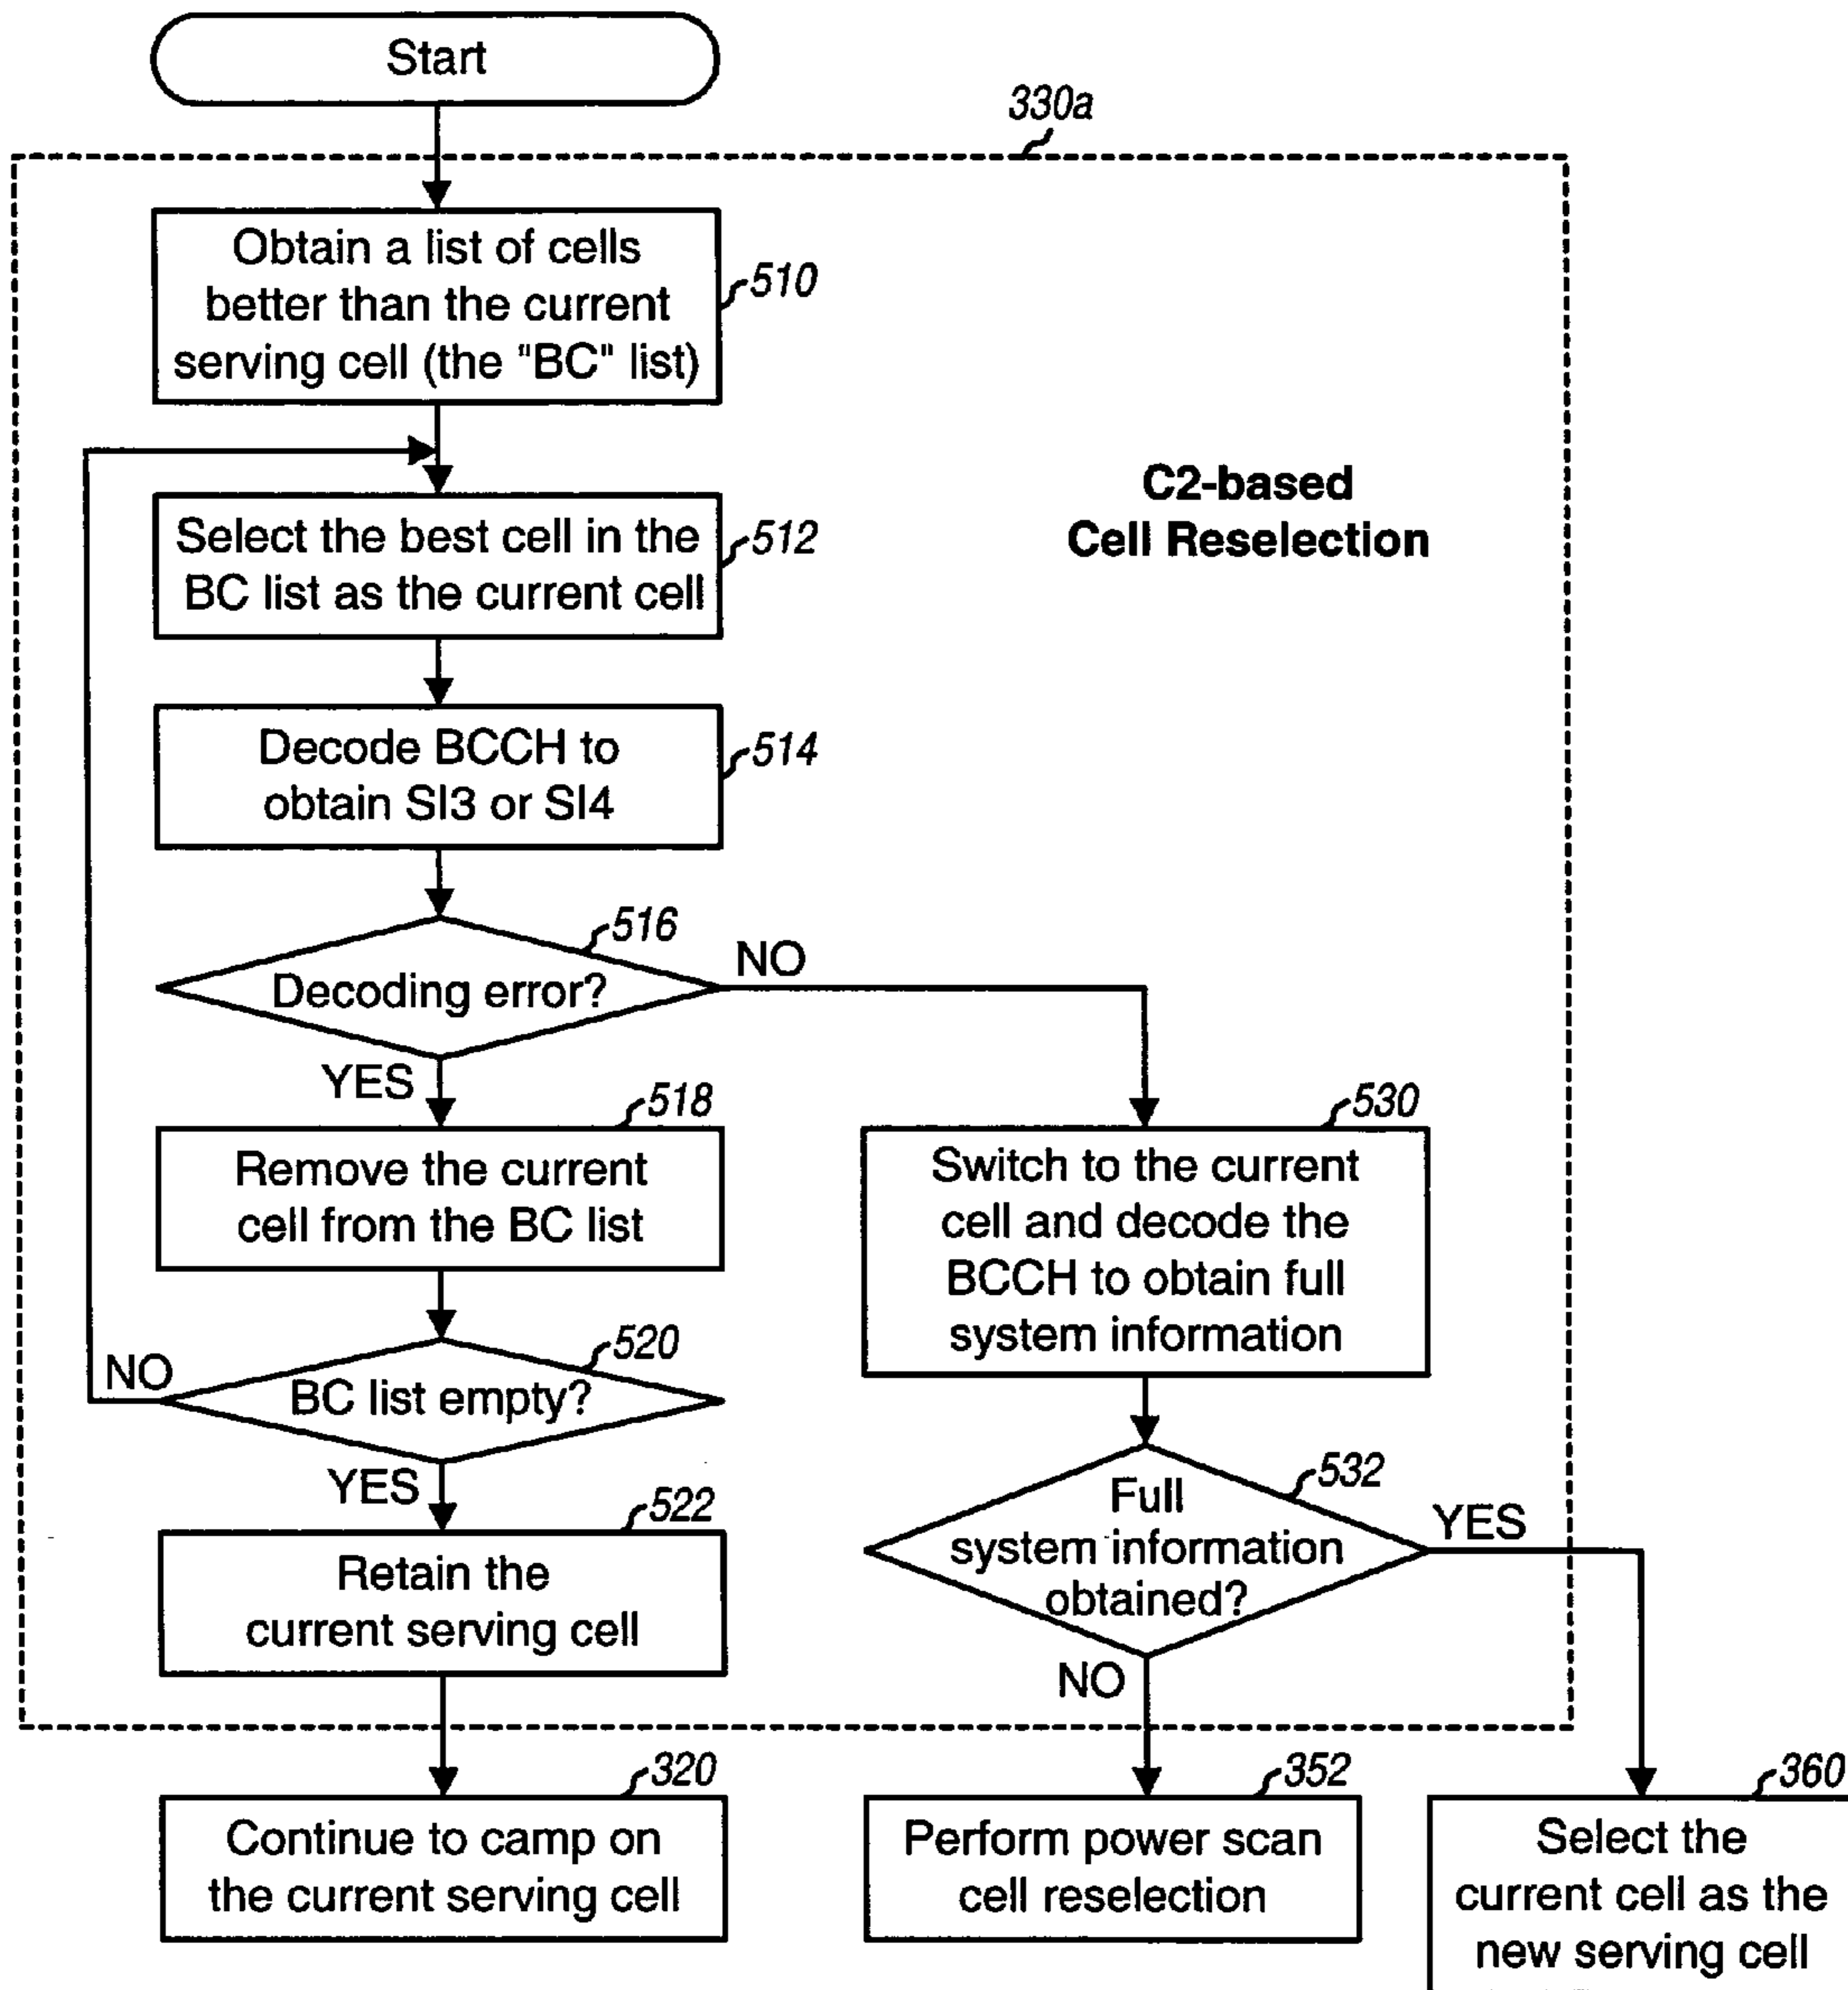 Start
330a
Obtain a list of cells
better than the current
serving cell (the "BC" list)
510
C2-based
Cell Reselection
Select the best cell in the
BC list as the current cell
512
Decode BCCH to
obtain SI3 or SI4
514
516
Decoding error?
NO
YES
518
Remove the current
cell from the BC list
530
Switch to the current
cell and decode the
BCCH to obtain full
system information
520
BC list empty?
NO
YES
532
Full
system information
obtained?
YES
NO
522
Retain the
current serving cell
320
Continue to camp on
the current serving cell
352
Perform power scan
cell reselection
360
Select the
current cell as the
new serving cell